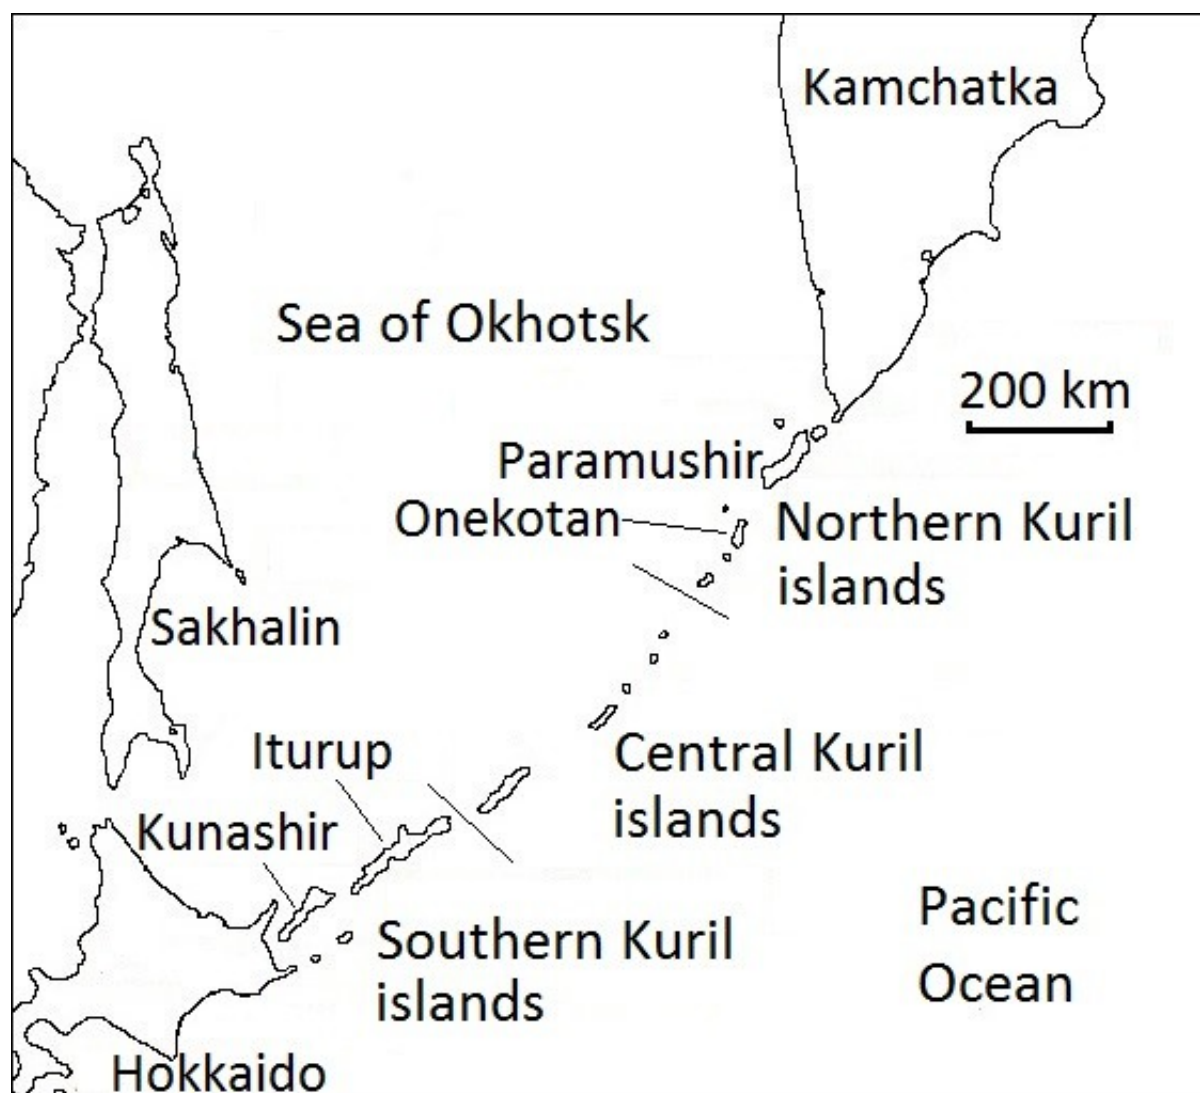 Kamchatka
Sea of Okhotsk
200 km
Paramushir
Onekotan
Northern Kuril
islands
Sakhalin
Iturup
Central Kuril
islands
Kunashir
Pacific
Ocean
Southern Kuril
islands
Hokkaido